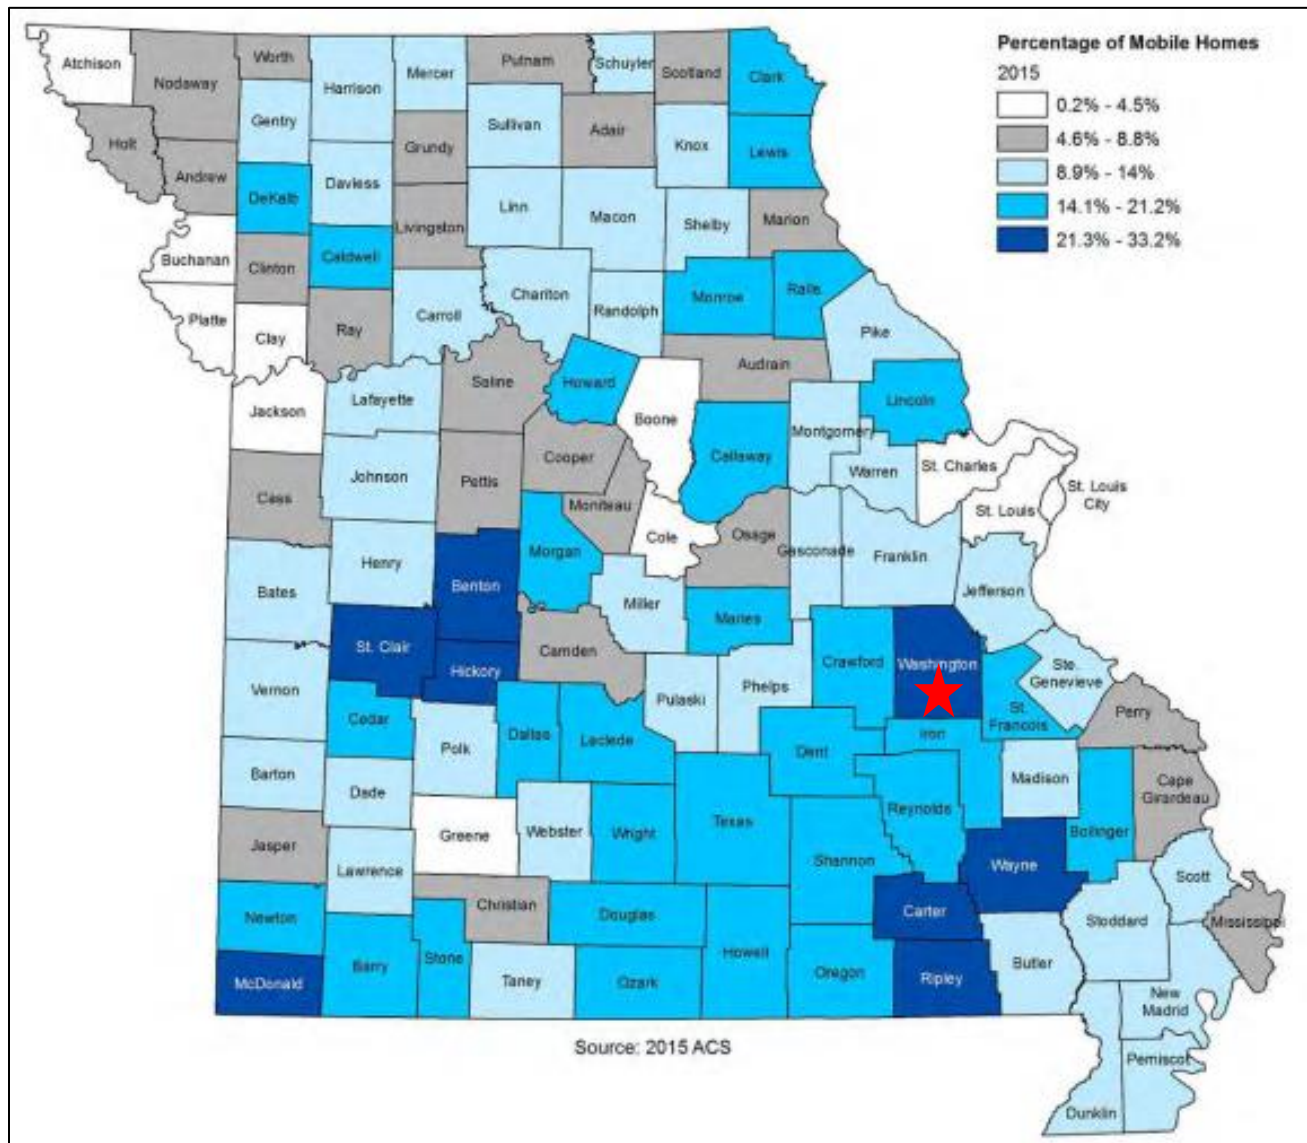 Percentage of Mobile Homes
2015
0.2% - 4.5%
4.6% - 8.8%
8.9% - 14%
14.1% - 21.2%
21.3% - 33.2%
Atchison
Nodaway
Worth
Harrison
Mercer
Putnam
Schuyler
Scotland
Clark
Gentry
Sullivan
Adair
Knox
Lewis
Holt
Andrew
DeKalb
Daviess
Grundy
Linn
Macon
Shelby
Marion
Livingston
Buchanan
Clinton
Caldwell
Chariton
Randolph
Monroe
Ralls
Platte
Clay
Ray
Carroll
Pike
Audrain
Saline
Howard
Boone
Lincoln
Jackson
Lafayette
Callaway
Montgomery
Cooper
Warren
St. Charles
St. Louis
City
St. Louis
Cass
Johnson
Pettis
Moniteau
Cole
Osage
Gasconade
Franklin
Morgan
Henry
Benton
Bates
Miller
Maries
Jefferson
St. Clair
Hickory
Camden
Crawford
Washington
Ste.
Genevieve
Vernon
Pulaski
Phelps
St.
Francois
Perry
Cedar
Polk
Dallas
Laclede
Dent
Iron
Barton
Dade
Madison
Cape
Girardeau
Reynolds
Bollinger
Jasper
Greene
Webster
Wright
Texas
Shannon
Lawrence
Wayne
Scott
Newton
Christian
Douglas
Carter
Stoddard
Mississippi
McDonald
Barry
Stone
Taney
Ozark
Howell
Oregon
Ripley
Butler
New
Madrid
Pemiscot
Dunklin
Source: 2015 ACS